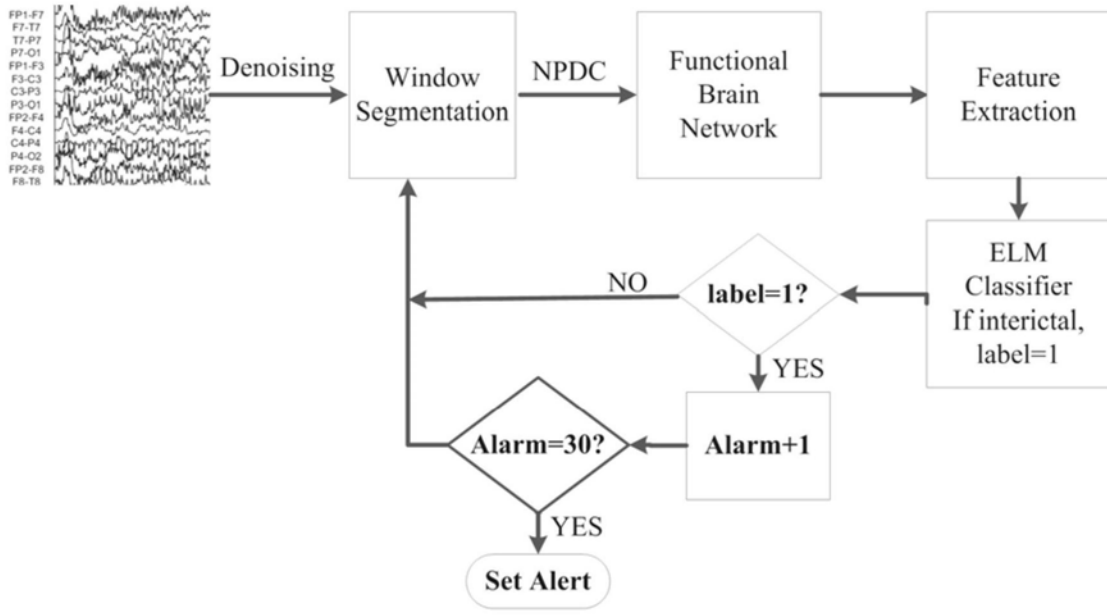 FP1-F7
F7-T7
T7-P7
P7-O1
FP1-F3
F3-C3
C3-P3
P3-O1
FP2-F4
F4-C4
C4-P4
P4-O2
FP2-F8
F8-T8
Denoising
Window
Segmentation
NPDC
Functional
Brain
Network
Feature
Extraction
ELM
Classifier
If interictal,
label=1
label=1?
NO
YES
Alarm+1
Alarm=30?
YES
Set Alert